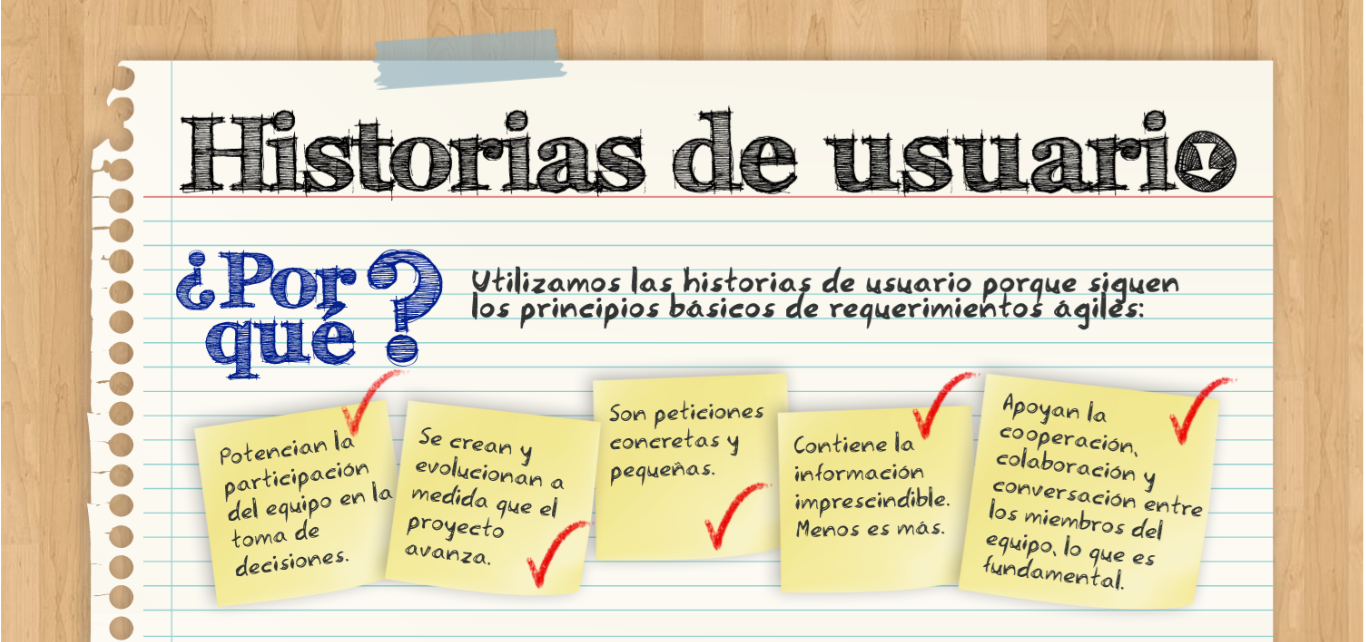 Historias de usuario
¿Por
qué?
Utilizamos las historias de usuario porque siguen
los principios básicos de requerimientos ágiles:
Potencian la
participación
del equipo en la
toma de
decisiones.
Se crean y
evolucionan a
medida que el
proyecto
avanza.
Son peticiones
concretas y
pequeñas.
Contiene la
información
imprescindible.
Menos es más.
Apoyan la
cooperación,
colaboración y
conversación entre
los miembros del
equipo, lo que es
fundamental.